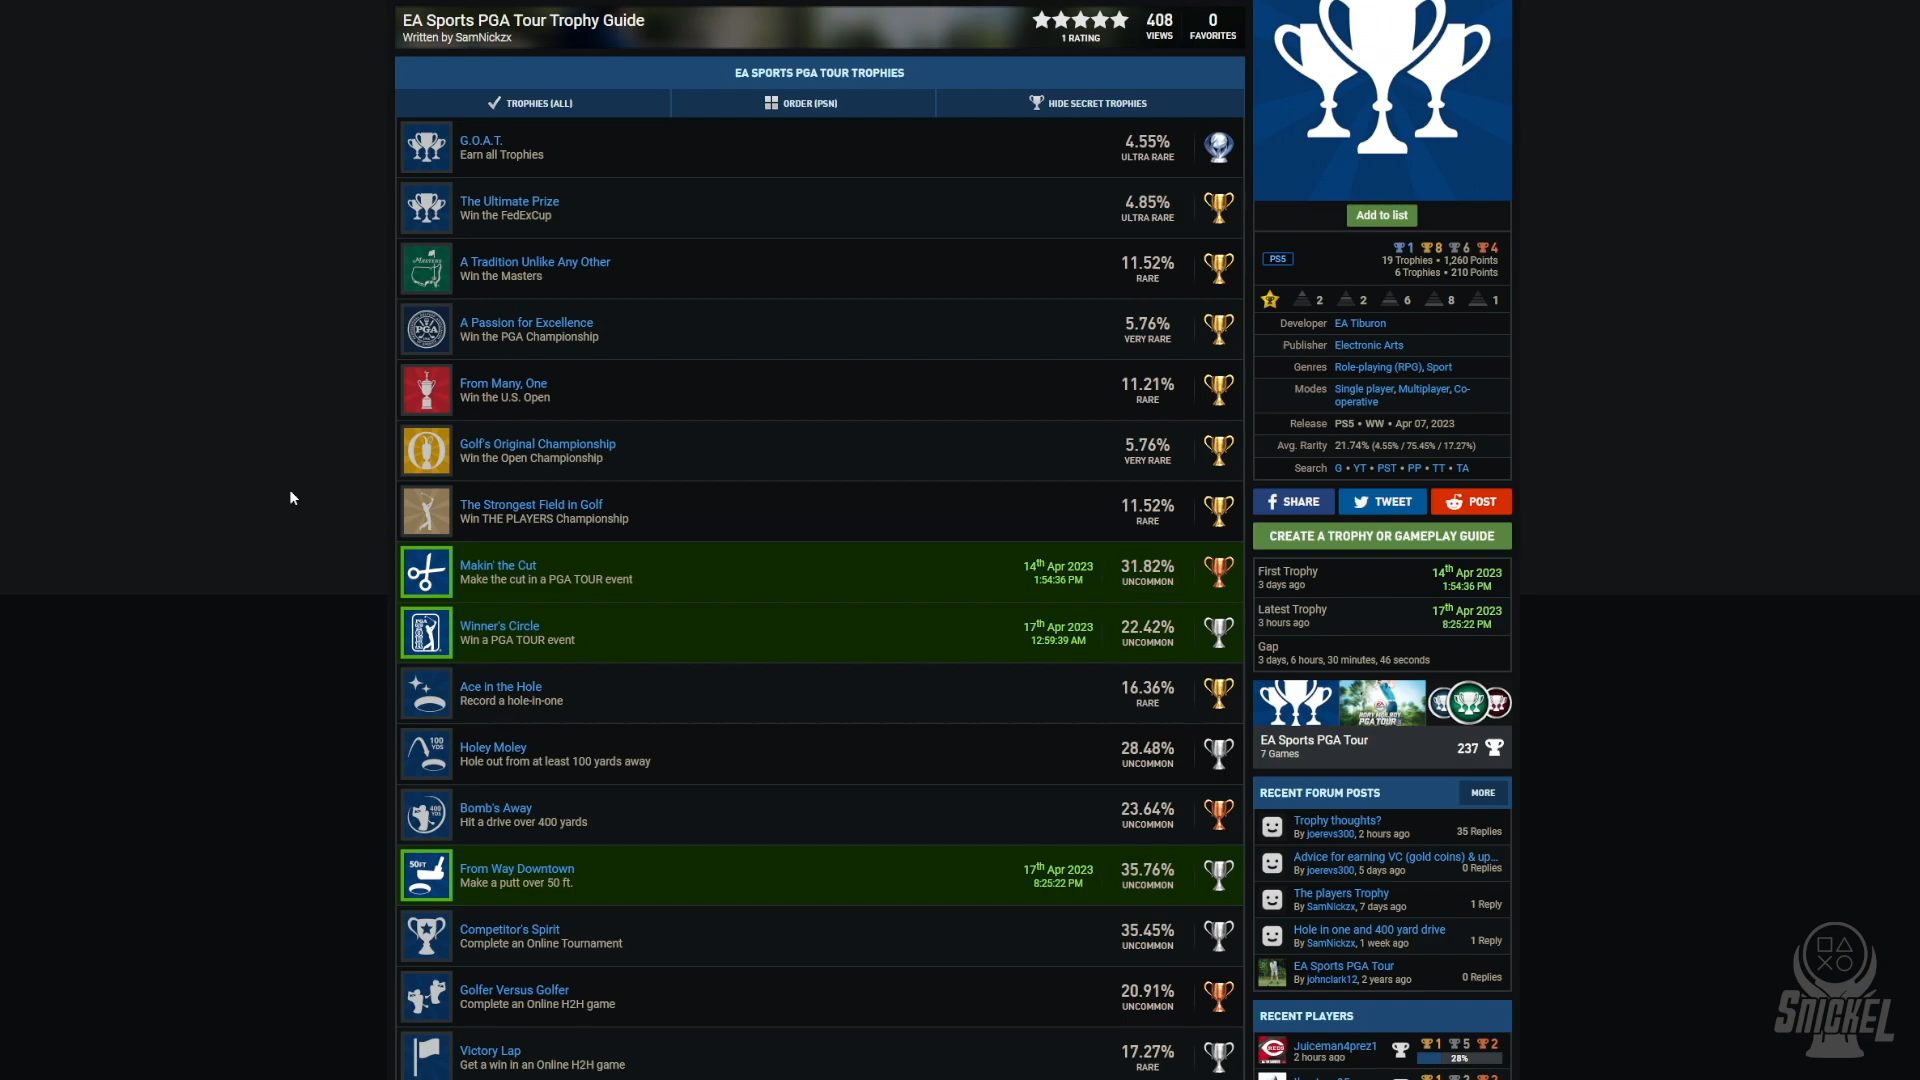 EA Sports PGA Tour Trophy Guide
Written by SamNickzx
1 RATING
408
VIEWS
0
FAVORITES
EA SPORTS PGA TOUR TROPHIES
TROPHIES (ALL)
ORDER (PSN)
HIDE SECRET TROPHIES
G.O.A.T.
Earn all Trophies
4.55%
ULTRA RARE
The Ultimate Prize
Win the FedExCup
4.85%
ULTRA RARE
A Tradition Unlike Any Other
Win the Masters
11.52%
RARE
A Passion for Excellence
Win the PGA Championship
5.76%
VERY RARE
From Many, One
Win the U.S. Open
11.21%
RARE
Golf's Original Championship
Win the Open Championship
5.76%
VERY RARE
The Strongest Field in Golf
Win THE PLAYERS Championship
11.52%
RARE
Makin' the Cut
Make the cut in a PGA TOUR event
14th Apr 2023
1:54:36 PM
31.82%
UNCOMMON
Winner's Circle
Win a PGA TOUR event
17th Apr 2023
12:59:39 AM
22.42%
UNCOMMON
Ace in the Hole
Record a hole-in-one
16.36%
RARE
100
YDS
Holey Moley
Hole out from at least 100 yards away
28.48%
UNCOMMON
400
YDS
Bomb's Away
Hit a drive over 400 yards
23.64%
UNCOMMON
50FT
From Way Downtown
Make a putt over 50 ft.
17th Apr 2023
8:25:22 PM
35.76%
UNCOMMON
Competitor's Spirit
Complete an Online Tournament
35.45%
UNCOMMON
Golfer Versus Golfer
Complete an Online H2H game
20.91%
UNCOMMON
Victory Lap
Get a win in an Online H2H game
17.27%
RARE
Add to list
PS5
1 8 6 4
19 Trophies • 1,260 Points
6 Trophies • 210 Points
2 2 6 8 1
Developer EA Tiburon
Publisher Electronic Arts
Genres Role-playing (RPG), Sport
Modes Single player, Multiplayer, Co-
operative
Release PS5 • WW • Apr 07, 2023
Avg. Rarity 21.74% (4.55% / 75.45% / 17.27%)
Search G • YT • PST • PP • TT • TA
SHARE
TWEET
POST
CREATE A TROPHY OR GAMEPLAY GUIDE
First Trophy
3 days ago
14th Apr 2023
1:54:36 PM
Latest Trophy
3 hours ago
17th Apr 2023
8:25:22 PM
Gap
3 days, 6 hours, 30 minutes, 46 seconds
RORY McILROY
PGA TOUR
EA Sports PGA Tour
7 Games
237
RECENT FORUM POSTS
MORE
Trophy thoughts?
By joerevs300, 2 hours ago
35 Replies
Advice for earning VC (gold coins) & up...
By joerevs300, 5 days ago
0 Replies
The players Trophy
By SamNickzx, 7 days ago
1 Reply
Hole in one and 400 yard drive
By SamNickzx, 1 week ago
1 Reply
EA Sports PGA Tour
By johnclark12, 2 years ago
0 Replies
RECENT PLAYERS
REDS
Juiceman4prez1
2 hours ago
1 5 2
28%
SNICKEL